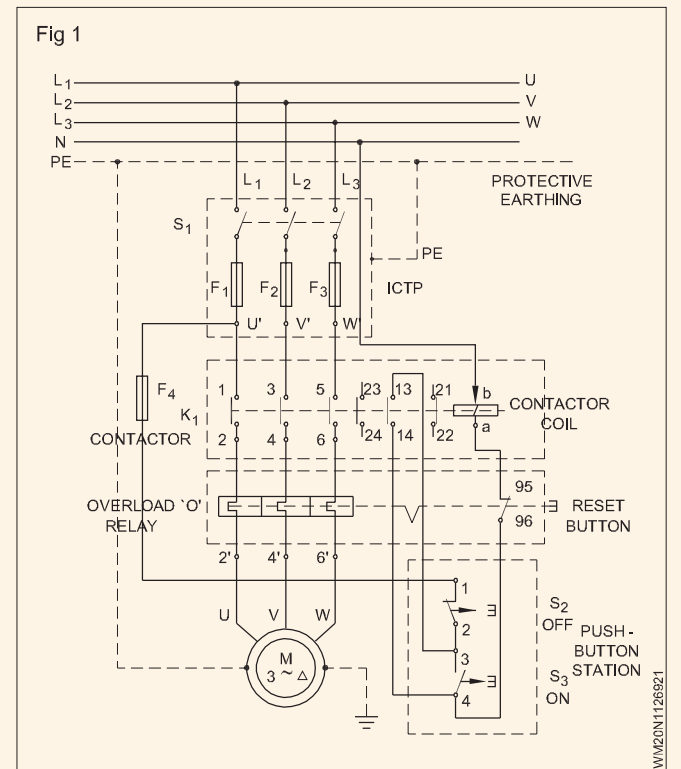 Fig 1
L1 U
L2 V
L3 W
N
PE
L1 L2 L3
PROTECTIVE
EARTHING
S1
PE
F1 F2 F3 ICTP
U' V' W'
F4
1 3 5 23 13 21 b
K1
CONTACTOR
COIL
CONTACTOR
2 4 6 24 14 22 a
95
OVERLOAD `O'
RELAY
RESET
BUTTON
96
2' 4' 6'
1
U V W
S2
OFF
2
PUSH-
BUTTON
STATION
3
M
3 ~ △
S3
ON
4
WM20N1126921